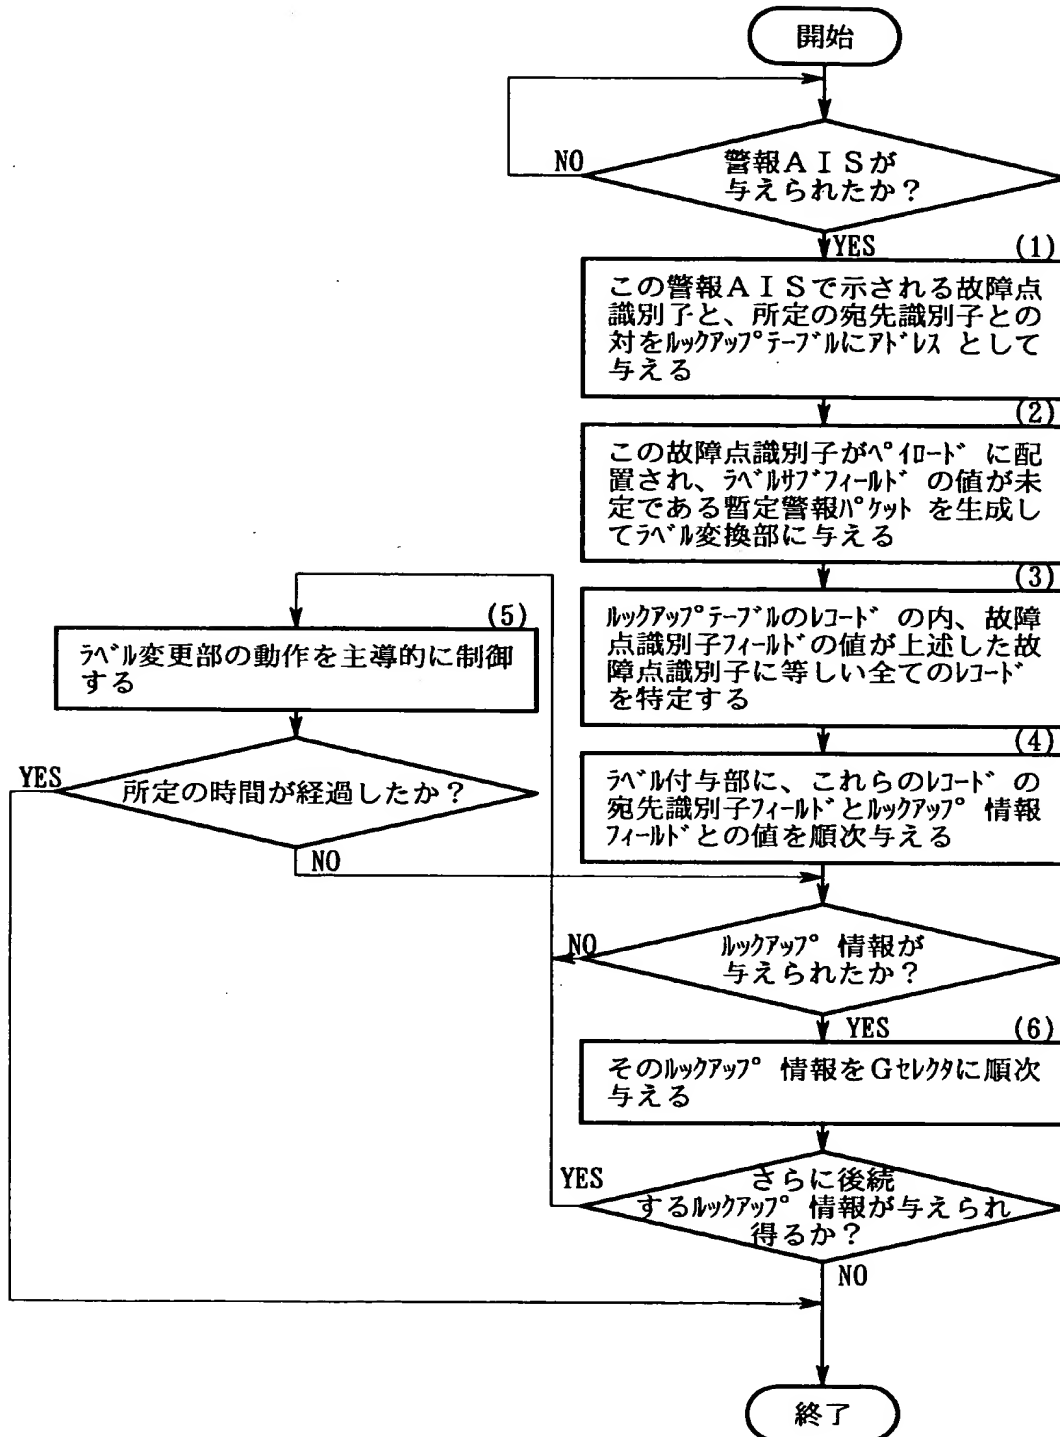 開始
警報AISが
与えられたか？
NO
YES
(1)
この警報AISで示される故障点
識別子と、所定の宛先識別子との
対をﾙｯｸｱｯﾌﾟﾃｰﾌﾞﾙにｱﾄﾞﾚｽ として
与える
(2)
この故障点識別子がﾍﾟｲﾛｰﾄﾞ に配
置され、ﾗﾍﾞﾙｻﾌﾞﾌｨｰﾙﾄﾞ の値が未
定である暫定警報ﾊﾟｹｯﾄ を生成し
てﾗﾍﾞﾙ変換部に与える
(3)
ﾙｯｸｱｯﾌﾟﾃｰﾌﾞﾙのﾚｺｰﾄﾞ の内、故障
点識別子ﾌｨｰﾙﾄﾞの値が上述した故
障点識別子に等しい全てのﾚｺｰﾄﾞ
を特定する
(4)
ﾗﾍﾞﾙ付与部に、これらのﾚｺｰﾄﾞ の
宛先識別子ﾌｨｰﾙﾄﾞとﾙｯｸｱｯﾌﾟ 情報
ﾌｨｰﾙﾄﾞとの値を順次与える
(5)
ﾗﾍﾞﾙ変更部の動作を主導的に制御
する
YES
所定の時間が経過したか？
NO
NO
ﾙｯｸｱｯﾌﾟ 情報が
与えられたか？
YES
(6)
そのﾙｯｸｱｯﾌﾟ 情報をGｾﾚｸﾀに順次
与える
YES
さらに後続
するﾙｯｸｱｯﾌﾟ 情報が与えられ
得るか？
NO
終了